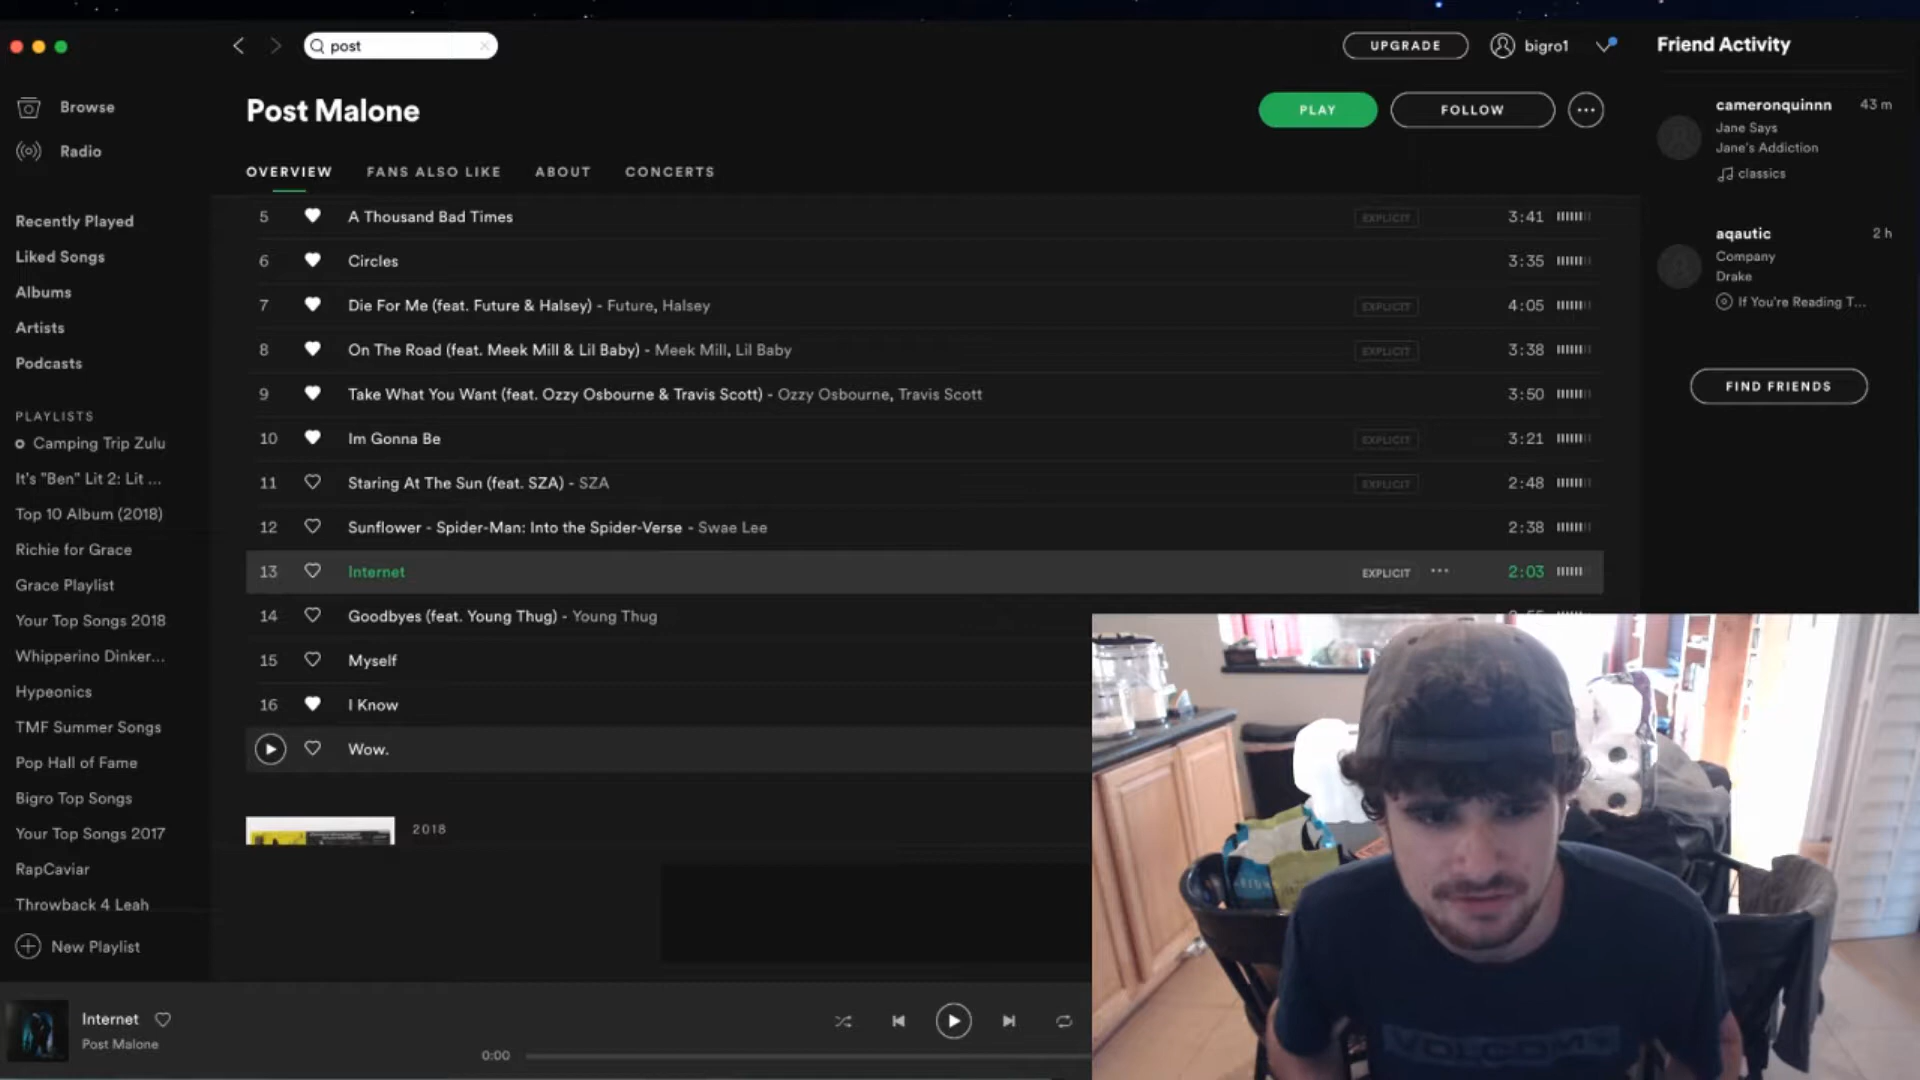 post
UPGRADE
bigro1
Friend Activity
Browse
Radio
Post Malone
PLAY
FOLLOW
OVERVIEW
FANS ALSO LIKE
ABOUT
CONCERTS
Recently Played
Liked Songs
Albums
Artists
Podcasts
PLAYLISTS
Camping Trip Zulu
It's "Ben" Lit 2: Lit ...
Top 10 Album (2018)
Richie for Grace
Grace Playlist
Your Top Songs 2018
Whipperino Dinker...
Hypeonics
TMF Summer Songs
Pop Hall of Fame
Bigro Top Songs
Your Top Songs 2017
RapCaviar
Throwback 4 Leah
New Playlist
5 A Thousand Bad Times EXPLICIT 3:41
6 Circles 3:35
7 Die For Me (feat. Future & Halsey) - Future, Halsey EXPLICIT 4:05
8 On The Road (feat. Meek Mill & Lil Baby) - Meek Mill, Lil Baby EXPLICIT 3:38
9 Take What You Want (feat. Ozzy Osbourne & Travis Scott) - Ozzy Osbourne, Travis Scott 3:50
10 Im Gonna Be EXPLICIT 3:21
11 Staring At The Sun (feat. SZA) - SZA EXPLICIT 2:48
12 Sunflower - Spider-Man: Into the Spider-Verse - Swae Lee 2:38
13 Internet EXPLICIT 2:03
14 Goodbyes (feat. Young Thug) - Young Thug
15 Myself
16 I Know
Wow.
2018
cameronquinnn 43 m
Jane Says
Jane's Addiction
classics
aqautic 2 h
Company
Drake
If You're Reading T...
FIND FRIENDS
Internet
Post Malone
0:00
VOLCOM